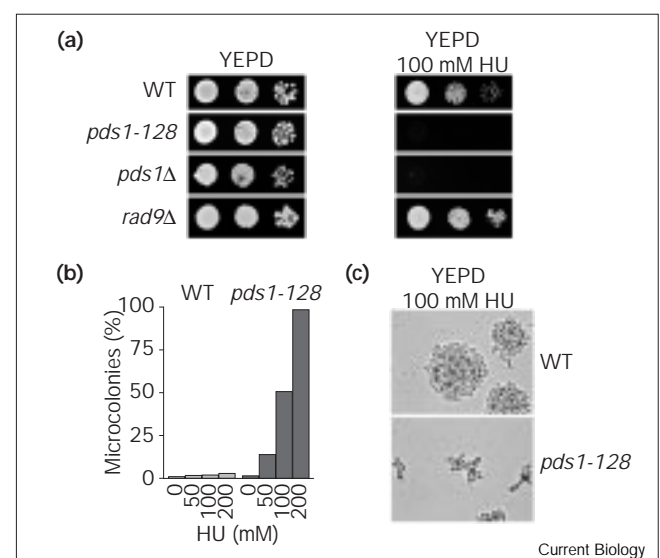 (a)
YEPD
YEPD
100 mM HU
WT
pds1-128
pds1Δ
rad9Δ
(b)
WT pds1-128
100
75
50
25
0
Microcolonies (%)
0 50 100 200 0 50 100 200
HU (mM)
(c)
YEPD
100 mM HU
WT
pds1-128
Current Biology